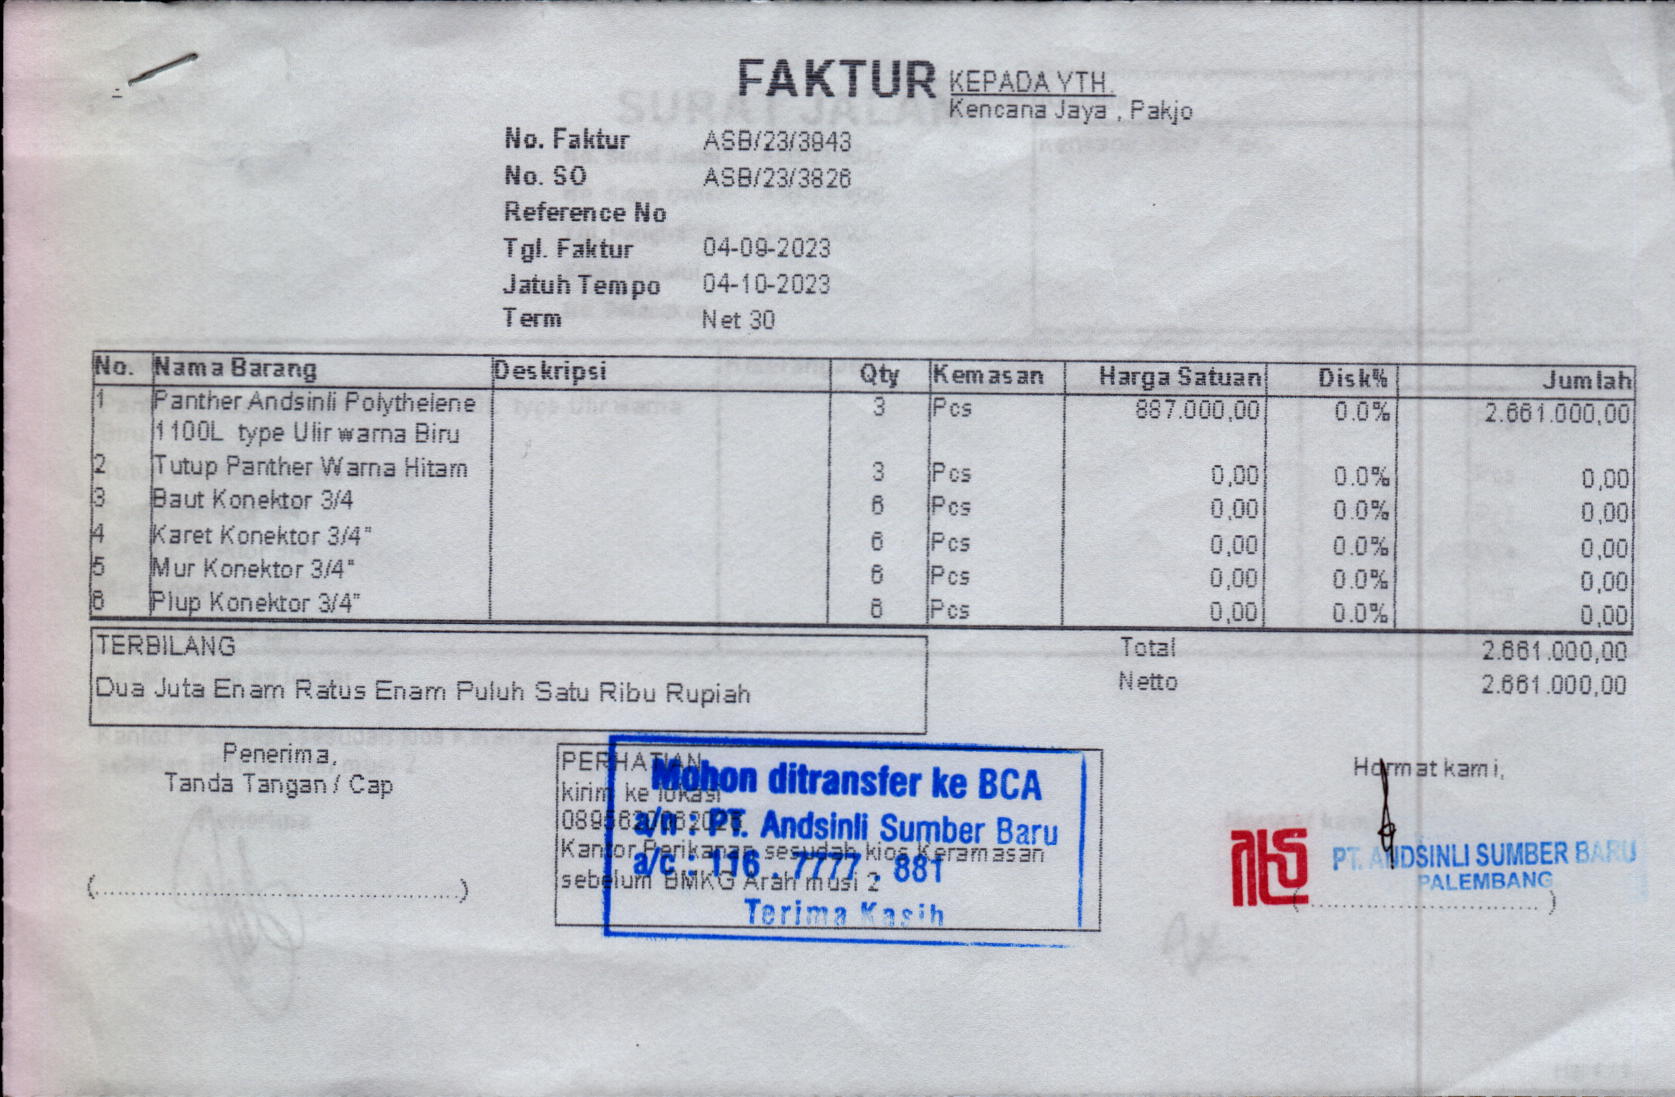 FAKTUR
KEPADA YTH.
Kencana Jaya , Pakjo
No. Faktur ASB/23/3943
No. SO ASB/23/3826
Reference No
Tgl. Faktur 04-09-2023
Jatuh Tempo 04-10-2023
Term Net 30
No. Nama Barang Deskripsi Qty Kemasan Harga Satuan Disk% Jumlah
1 Panther Andsinli Polythelene 3 Pcs 887.000,00 0.0% 2.661.000,00
1100L type Ulir warna Biru
2 Tutup Panther Warna Hitam 3 Pcs 0,00 0.0% 0,00
3 Baut Konektor 3/4 6 Pcs 0,00 0.0% 0,00
4 Karet Konektor 3/4" 6 Pcs 0,00 0.0% 0,00
5 Mur Konektor 3/4" 6 Pcs 0,00 0.0% 0,00
6 Plup Konektor 3/4" 6 Pcs 0,00 0.0% 0,00
TERBILANG
Dua Juta Enam Ratus Enam Puluh Satu Ribu Rupiah
Total 2.661.000,00
Netto 2.661.000,00
Penerima,
Tanda Tangan / Cap
(....................................)
PERHATIAN
kirim ke lokasi
Kantor Perikanan sesudah kios Keramasan
sebelum BMKG Arah musi 2
Mohon ditransfer ke BCA
a/n : PT. Andsinli Sumber Baru
a/c : 116 . 7777 . 881
Terima Kasih
Hormat kami,
PT. ANDSINLI SUMBER BARU
PALEMBANG
(..........................)